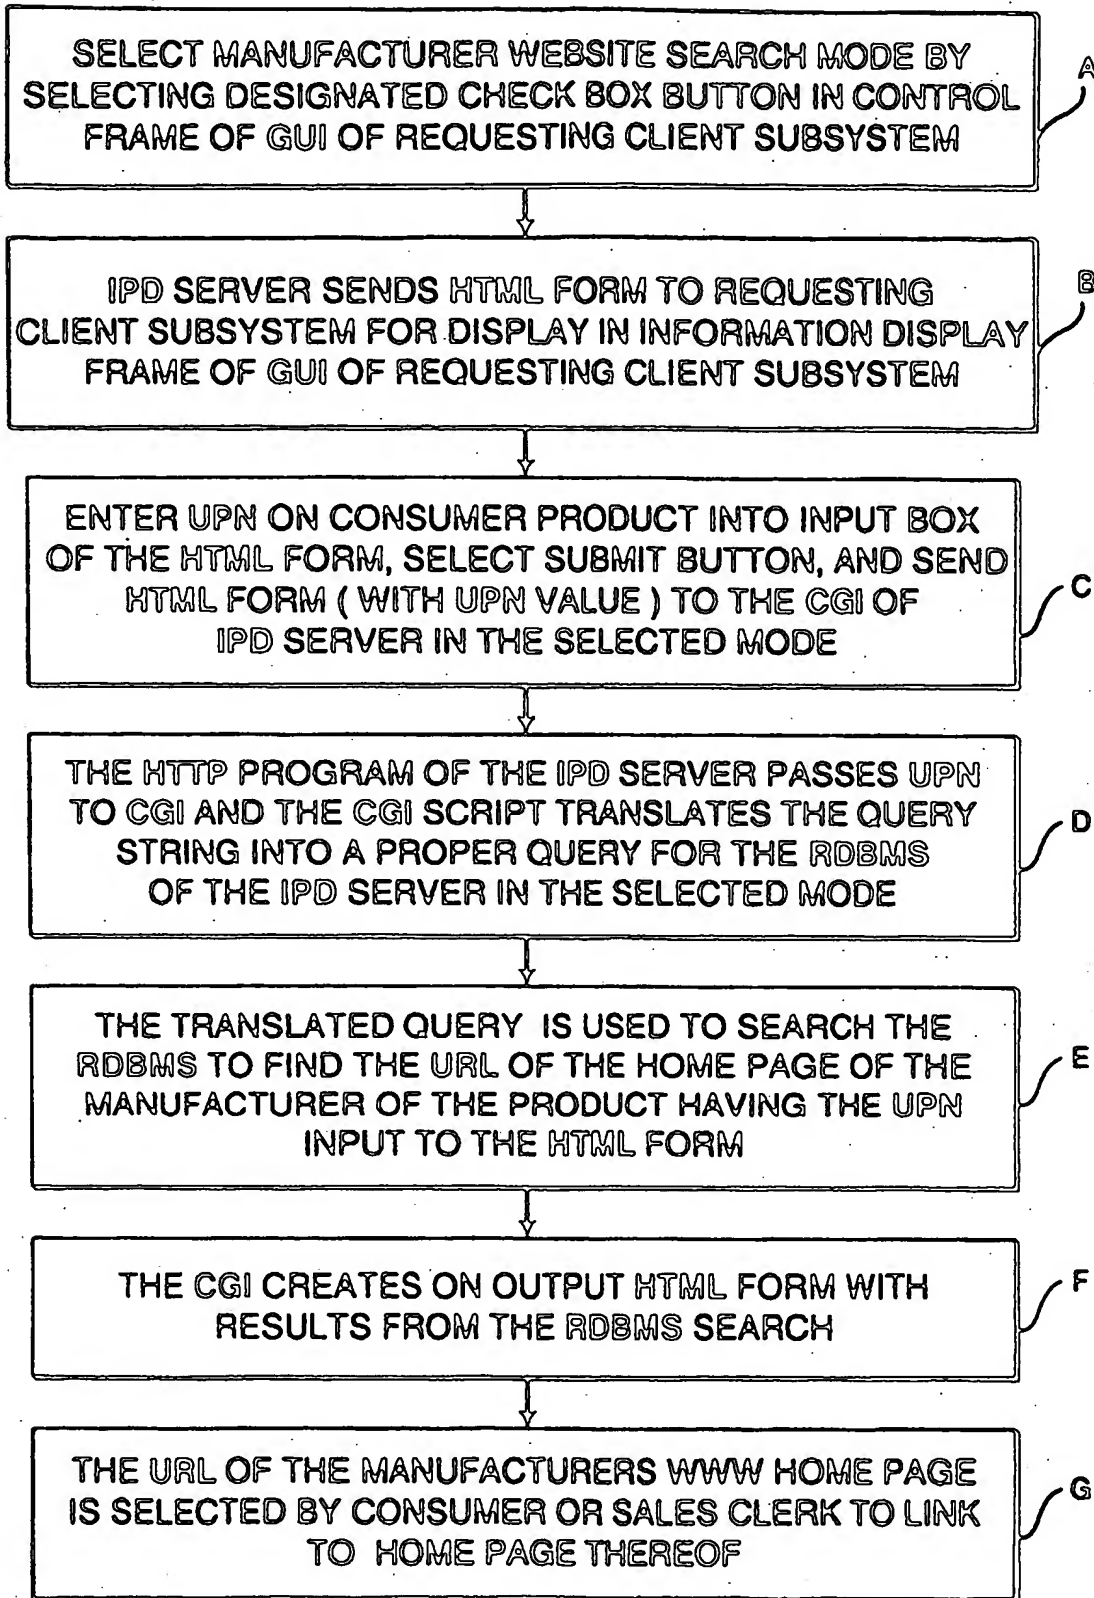 SELECT MANUFACTURER WEBSITE SEARCH MODE BY
SELECTING DESIGNATED CHECK BOX BUTTON IN CONTROL
FRAME OF GUI OF REQUESTING CLIENT SUBSYSTEM
A
IPD SERVER SENDS HTML FORM TO REQUESTING
CLIENT SUBSYSTEM FOR DISPLAY IN INFORMATION DISPLAY
FRAME OF GUI OF REQUESTING CLIENT SUBSYSTEM
B
ENTER UPN ON CONSUMER PRODUCT INTO INPUT BOX
OF THE HTML FORM, SELECT SUBMIT BUTTON, AND SEND
HTML FORM ( WITH UPN VALUE ) TO THE CGI OF
IPD SERVER IN THE SELECTED MODE
C
THE HTTP PROGRAM OF THE IPD SERVER PASSES UPN
TO CGI AND THE CGI SCRIPT TRANSLATES THE QUERY
STRING INTO A PROPER QUERY FOR THE RDBMS
OF THE IPD SERVER IN THE SELECTED MODE
D
THE TRANSLATED QUERY IS USED TO SEARCH THE
RDBMS TO FIND THE URL OF THE HOME PAGE OF THE
MANUFACTURER OF THE PRODUCT HAVING THE UPN
INPUT TO THE HTML FORM
E
THE CGI CREATES ON OUTPUT HTML FORM WITH
RESULTS FROM THE RDBMS SEARCH
F
THE URL OF THE MANUFACTURERS WWW HOME PAGE
IS SELECTED BY CONSUMER OR SALES CLERK TO LINK
TO HOME PAGE THEREOF
G